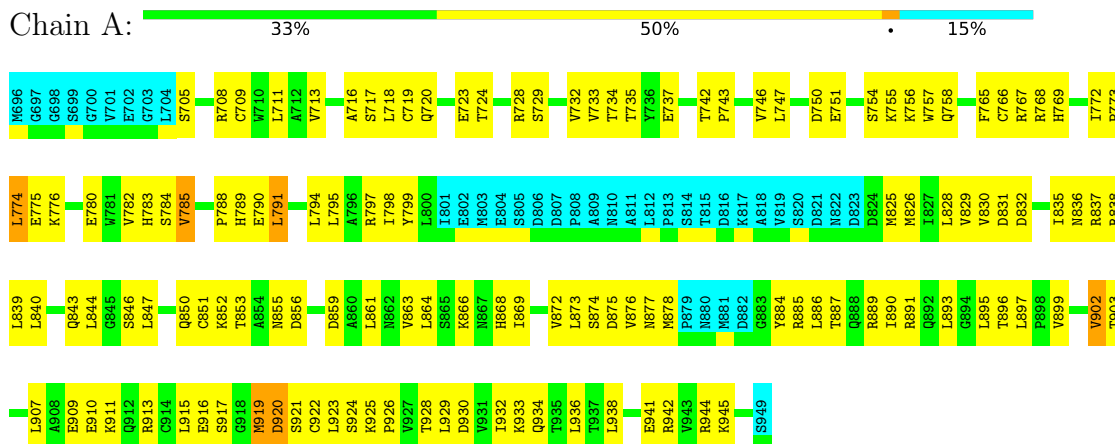 Chain A:
33% 50% • 15%
M696 G697 G698 S699 G700 V701 E702 G703 L704 S705 R708 C709 W710 L711 A712 V713 A716 S717 L718 C719 Q720 E723 T724 R728 S729 V732 V733 T734 T735 Y736 E737 T742 P743 V746 L747 D750 E751 S754 K755 K756 W757 Q758 F765 C766 R767 R768 H769 I772
L774 E775 K776 E780 W781 V782 H783 S784 V785 P788 H789 E790 L791 L794 L795 A796 R797 I798 Y799 L800 I801 E802 M803 E804 S805 D806 D807 P808 A809 N810 A811 L812 P813 S814 T815 D816 K817 A818 V819 S820 D821 N822 D823 D824 M825 M826 I827 L828 V829 V830 D831 D832 I835 N836 R837
L839 L840 Q843 L844 G845 S846 L847 Q850 C851 K852 T853 A854 N855 D856 D859 A860 L861 N862 V863 L864 S865 K866 N867 H868 I869 V872 L873 S874 D875 V876 N877 M878 P879 N880 M881 D882 G883 Y884 R885 L886 T887 Q888 R889 I890 R891 Q892 L893 G894 L895 T896 L897 P898 V899 V902
L907 A908 E909 E910 K911 Q912 R913 C914 L915 E916 S917 G918 M919 D920 S921 C922 L923 S924 K925 P926 V927 T928 L929 D930 V931 I932 K933 Q934 T935 L936 T937 L938 E941 R942 V943 R944 K945 S949